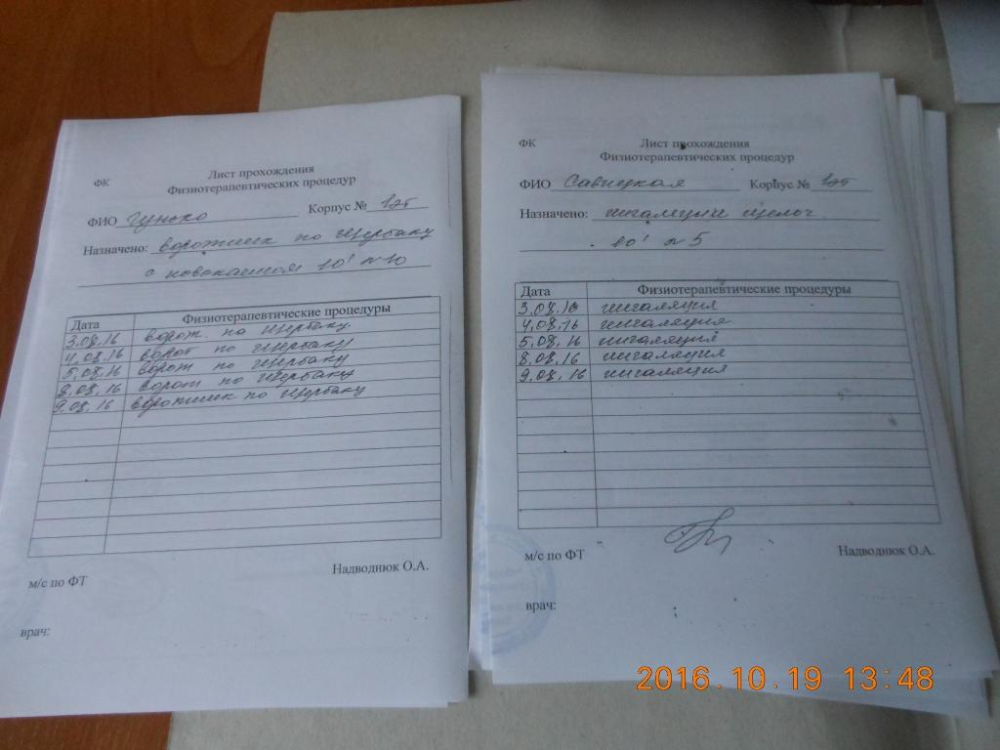 ФК
Лист прохождения
Физиотерапевтических процедур
ФИО Гунько Корпус № 1эт
Назначено: воротник по Щербаку
с новокаином 10' №10
Дата Физиотерапевтические процедуры
3.08.16 ворот. по Щербаку
4.08.16 ворот по Щербаку
5.08.16 ворот по Щербаку
8.08.16 ворот по Щербаку
9.08.16 воротник по Щербаку
м/с по ФТ Надводнюк О.А.
врач:
ФК
Лист прохождения
Физиотерапевтических процедур
ФИО Савицкая Корпус № 1эт
Назначено: ингаляции щелоч.
10' №5
Дата Физиотерапевтические процедуры
3.08.16 ингаляция
4.08.16 ингаляция
5.08.16 ингаляция
8.08.16 ингаляция
9.08.16 ингаляция
м/с по ФТ Надводнюк О.А.
врач:
2016.10.19 13:48